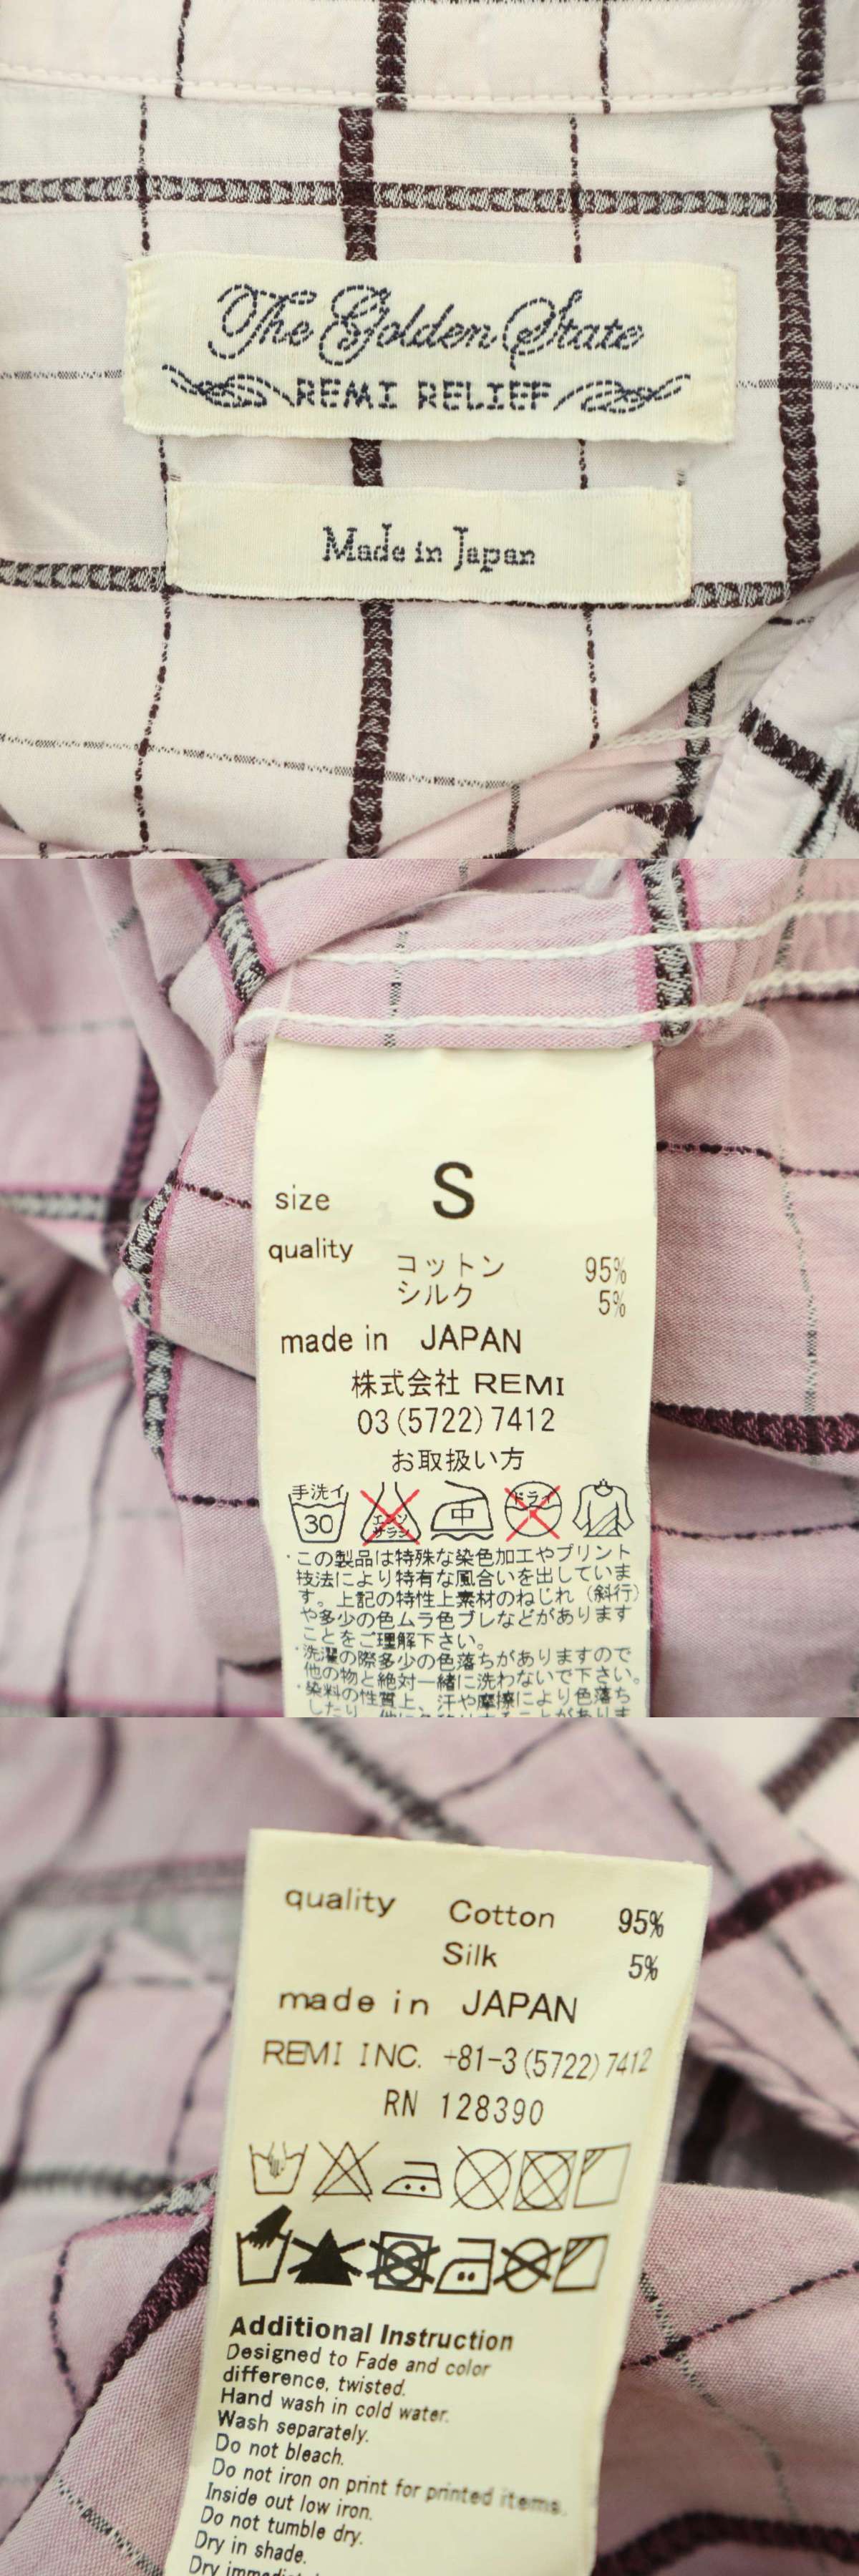 The Golden State
REMI RELIEF
Made in Japan
size S
quality コットン 95%
シルク 5%
made in JAPAN
株式会社 REMI
03(5722)7412
お取扱い方
手洗イ 30 エンソ サラシ 中 ドライ
・この製品は特殊な染色加工やプリント
技法により特有な風合いを出していま
す。上記の特性上素材のねじれ（斜行）
や多少の色ムラ色ブレなどがあります
ことをご理解下さい。
・洗濯の際多少の色落ちがありますので
他の物と絶対一緒に洗わないで下さい。
・染料の性質上、汗や摩擦により色落ち
quality Cotton 95%
Silk 5%
made in JAPAN
REMI INC. +81-3(5722)7412
RN 128390
Additional Instruction
Designed to Fade and color
difference, twisted.
Hand wash in cold water.
Wash separately.
Do not bleach.
Do not iron on print for printed items.
Inside out low iron.
Do not tumble dry.
Dry in shade.